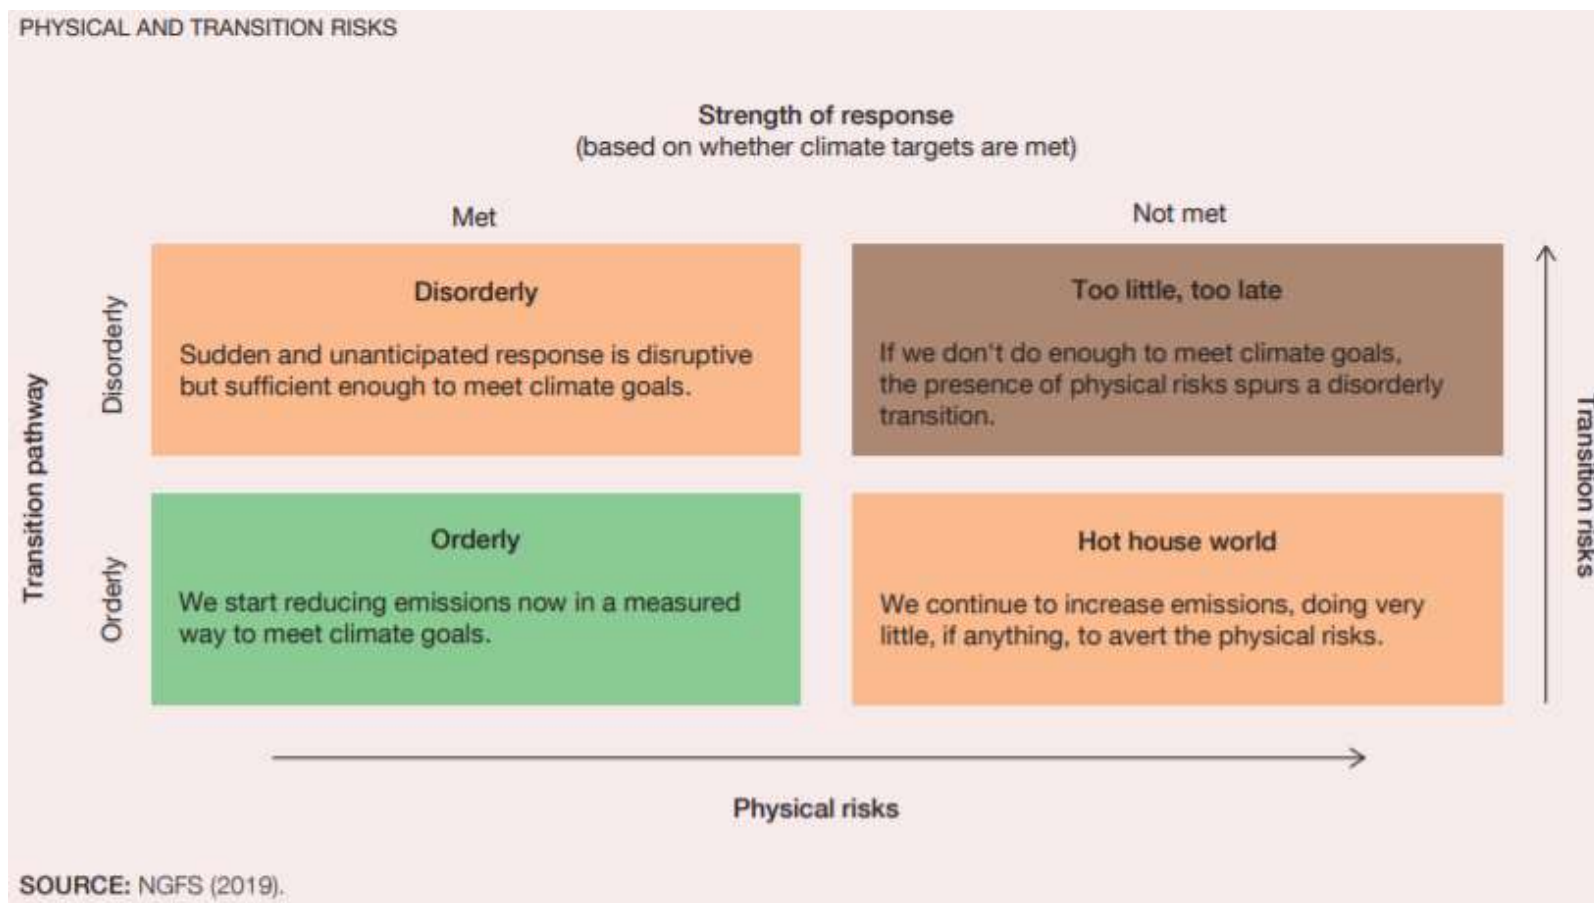 PHYSICAL AND TRANSITION RISKS
Strength of response
(based on whether climate targets are met)
Met
Not met
Transition pathway
Disorderly
Disorderly
Sudden and unanticipated response is disruptive
but sufficient enough to meet climate goals.
Too little, too late
If we don't do enough to meet climate goals,
the presence of physical risks spurs a disorderly
transition.
Transition risks
Orderly
Orderly
We start reducing emissions now in a measured
way to meet climate goals.
Hot house world
We continue to increase emissions, doing very
little, if anything, to avert the physical risks.
Physical risks
SOURCE: NGFS (2019).